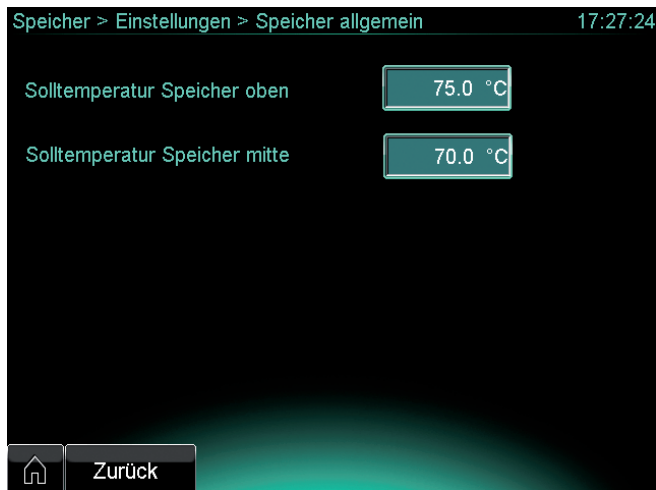 Speicher > Einstellungen > Speicher allgemein 17:27:24
Solltemperatur Speicher oben 75.0 °C
Solltemperatur Speicher mitte 70.0 °C
Zurück